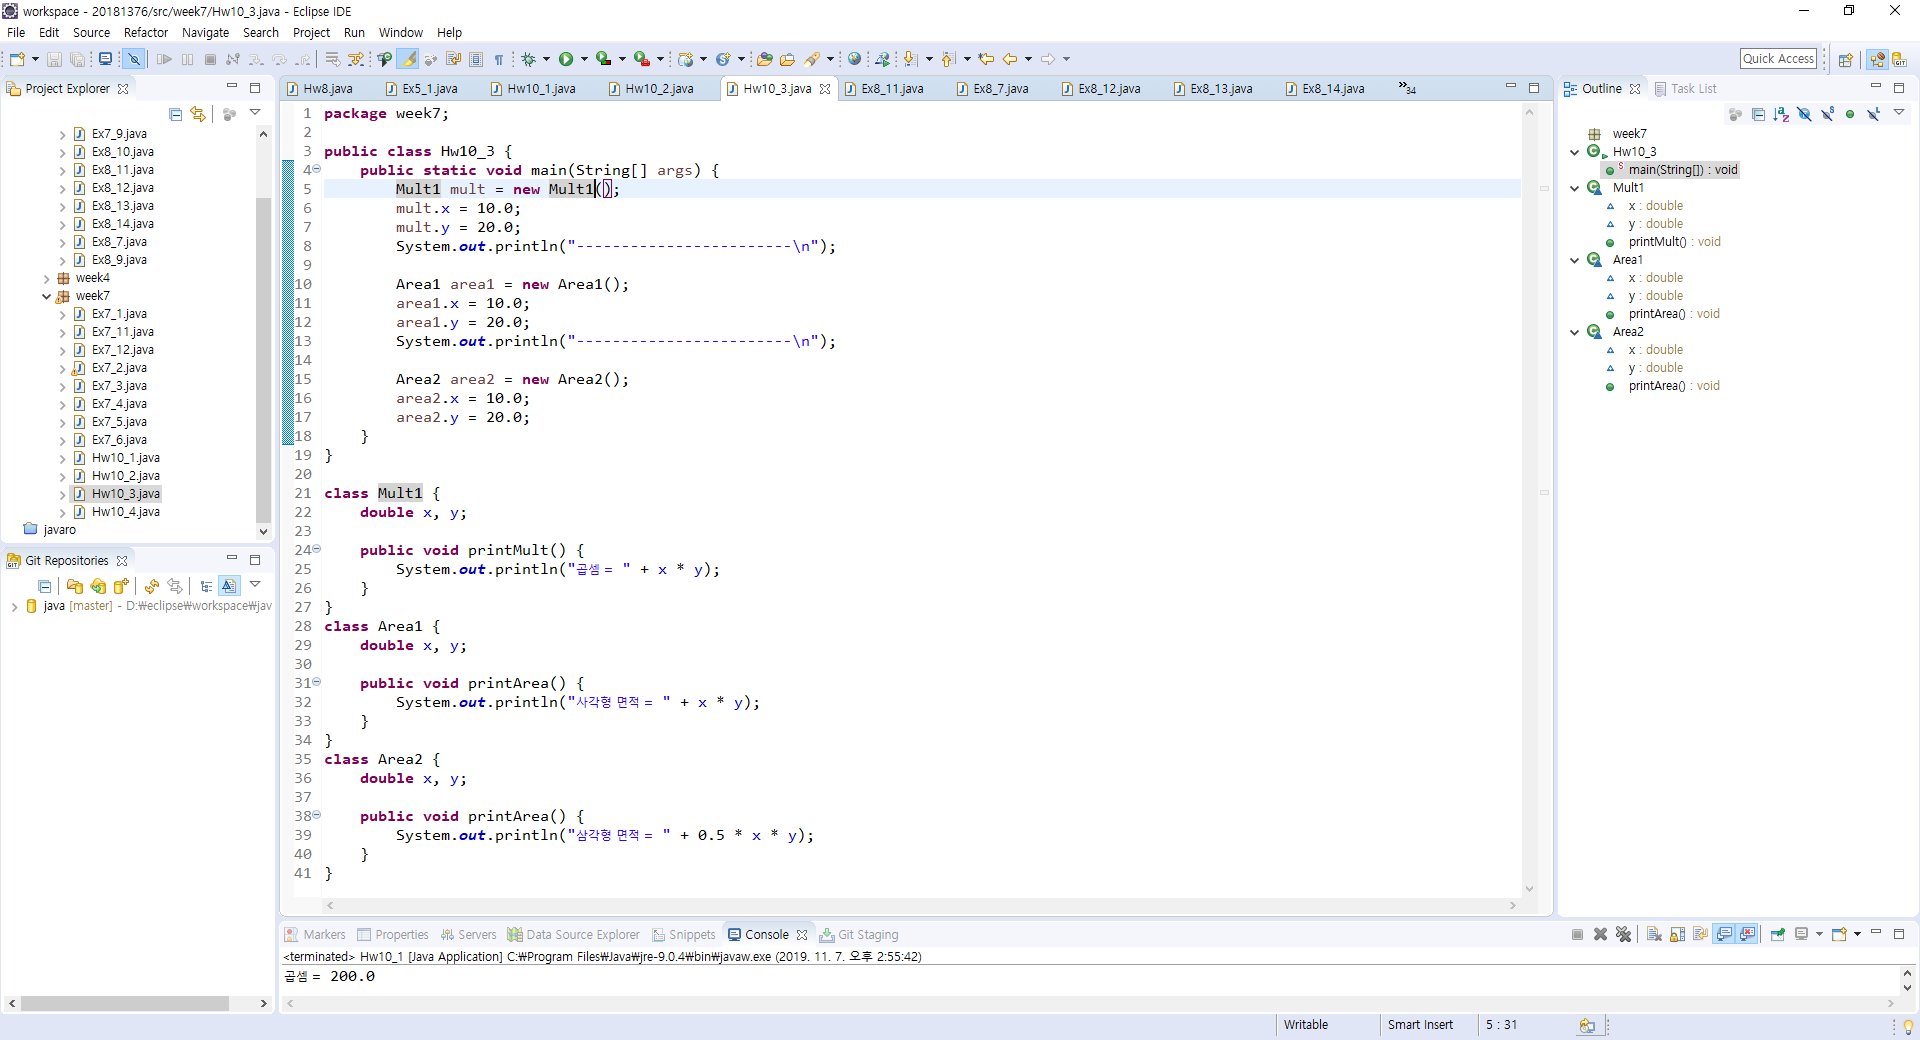 workspace - 20181376/src/week7/Hw10_3.java - Eclipse IDE
File Edit Source Refactor Navigate Search Project Run Window Help
Quick Access
Project Explorer
Ex7_9.java
Ex8_10.java
Ex8_11.java
Ex8_12.java
Ex8_13.java
Ex8_14.java
Ex8_7.java
Ex8_9.java
week4
week7
Ex7_1.java
Ex7_11.java
Ex7_12.java
Ex7_2.java
Ex7_3.java
Ex7_4.java
Ex7_5.java
Ex7_6.java
Hw10_1.java
Hw10_2.java
Hw10_3.java
Hw10_4.java
javaro
Git Repositories
java [master] - D:₩eclipse₩workspace₩jav
Hw8.java Ex5_1.java Hw10_1.java Hw10_2.java Hw10_3.java Ex8_11.java Ex8_7.java Ex8_12.java Ex8_13.java Ex8_14.java »34
1 package week7;
2
3 public class Hw10_3 {
4 public static void main(String[] args) {
5 Mult1 mult = new Mult1();
6 mult.x = 10.0;
7 mult.y = 20.0;
8 System.out.println("------------------------\n");
9
10 Area1 area1 = new Area1();
11 area1.x = 10.0;
12 area1.y = 20.0;
13 System.out.println("------------------------\n");
14
15 Area2 area2 = new Area2();
16 area2.x = 10.0;
17 area2.y = 20.0;
18 }
19 }
20
21 class Mult1 {
22 double x, y;
23
24 public void printMult() {
25 System.out.println("곱셈 = " + x * y);
26 }
27 }
28 class Area1 {
29 double x, y;
30
31 public void printArea() {
32 System.out.println("사각형 면적 = " + x * y);
33 }
34 }
35 class Area2 {
36 double x, y;
37
38 public void printArea() {
39 System.out.println("삼각형 면적 = " + 0.5 * x * y);
40 }
41 }
Outline Task List
week7
Hw10_3
S main(String[]) : void
Mult1
x : double
y : double
printMult() : void
Area1
x : double
y : double
printArea() : void
Area2
x : double
y : double
printArea() : void
Markers Properties Servers Data Source Explorer Snippets Console Git Staging
<terminated> Hw10_1 [Java Application] C:₩Program Files₩Java₩jre-9.0.4₩bin₩javaw.exe (2019. 11. 7. 오후 2:55:42)
곱셈 = 200.0
Writable Smart Insert 5 : 31